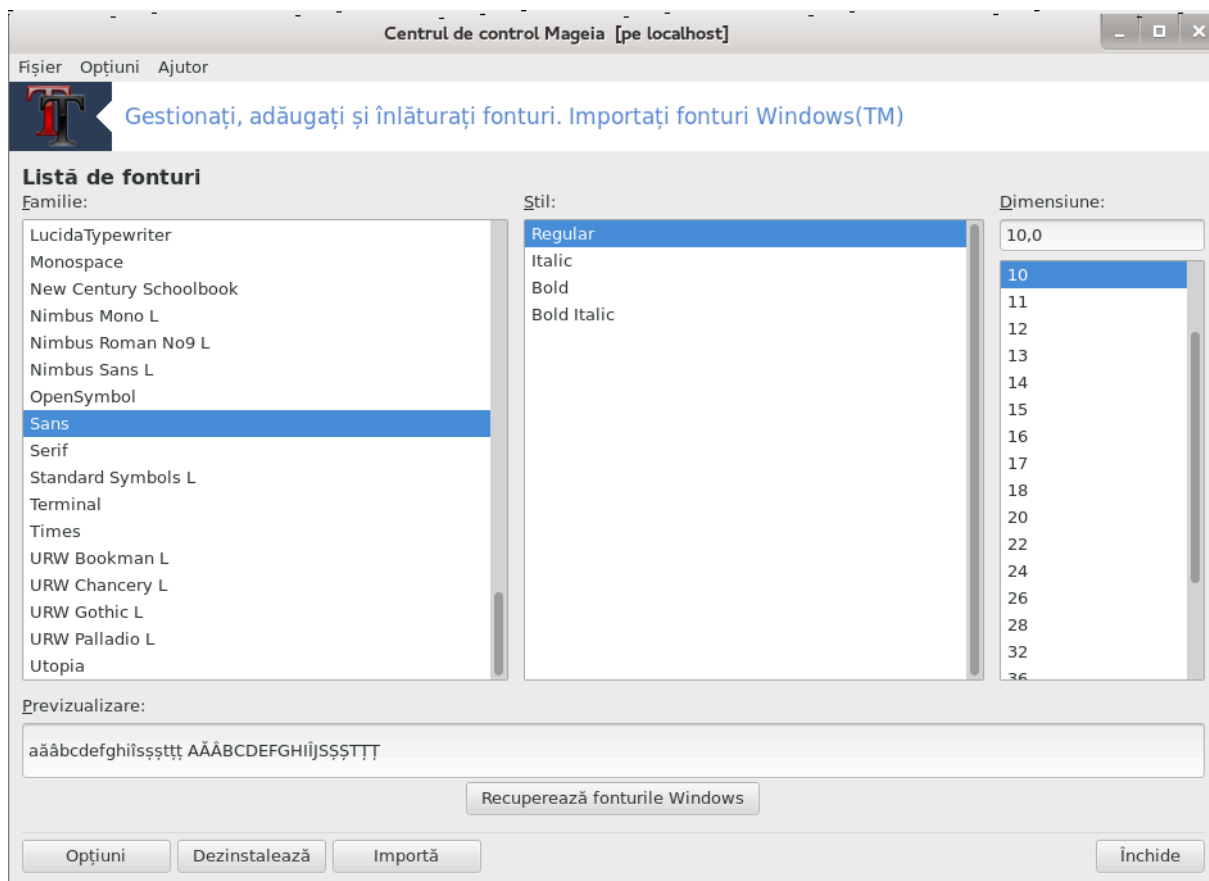 Centrul de control Mageia [pe localhost]
Fișier Opțiuni Ajutor
Gestionați, adăugați și înlăturați fonturi. Importați fonturi Windows(TM)
Listă de fonturi
Familie:
LucidaTypewriter
Monospace
New Century Schoolbook
Nimbus Mono L
Nimbus Roman No9 L
Nimbus Sans L
OpenSymbol
Sans
Serif
Standard Symbols L
Terminal
Times
URW Bookman L
URW Chancery L
URW Gothic L
URW Palladio L
Utopia
Stil:
Regular
Italic
Bold
Bold Italic
Dimensiune:
10,0
10
11
12
13
14
15
16
17
18
20
22
24
26
28
32
36
Previzualizare:
aăâbcdefghiîsșştțţ AĂÂBCDEFGHIÎJSȘŞTȚŢ
Recuperează fonturile Windows
Opțiuni Dezinstalează Importă Închide